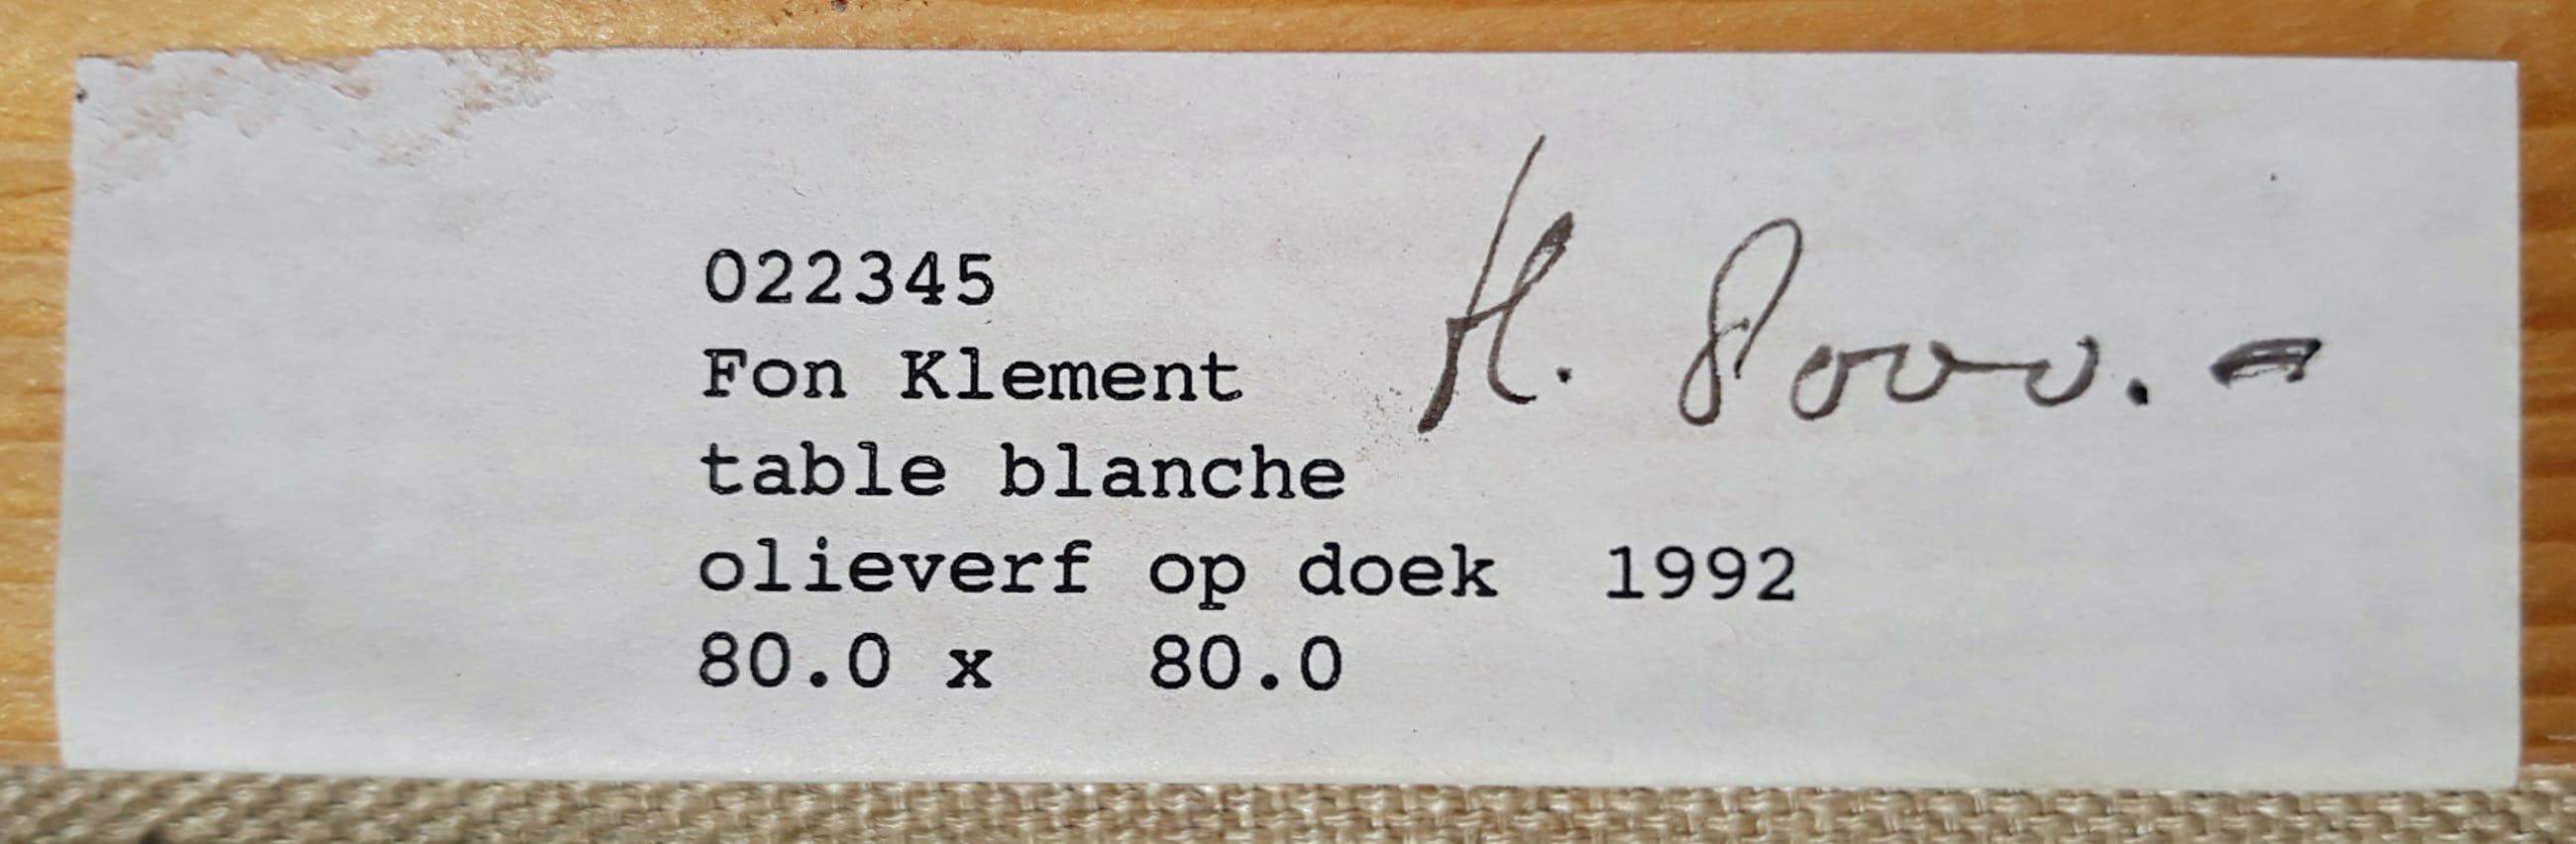 022345
Fon Klement
table blanche
olieverf op doek 1992
80.0 x 80.0